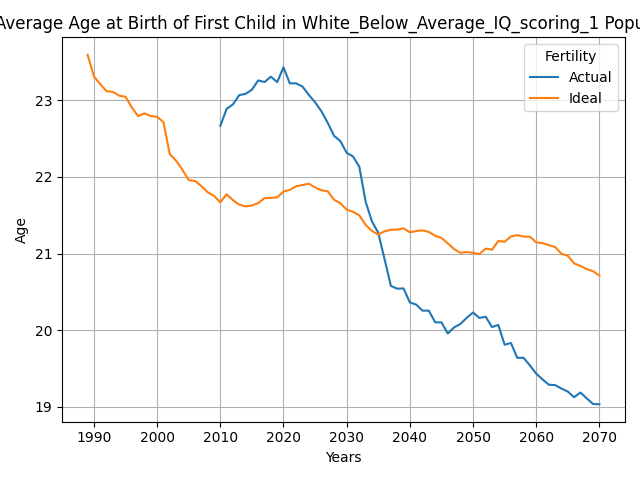 Average Age at Birth of First Child in White_Below_Average_IQ_scoring_1
Fertility
Actual
Ideal
23
22
21
20
19
Age
1990 2000 2010 2020 2030 2040 2050 2060 2070
Years